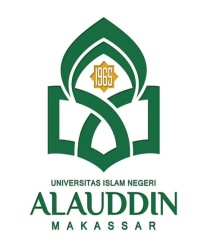 1965
UNIVERSITAS ISLAM NEGERI
ALAUDDIN
MAKASSAR